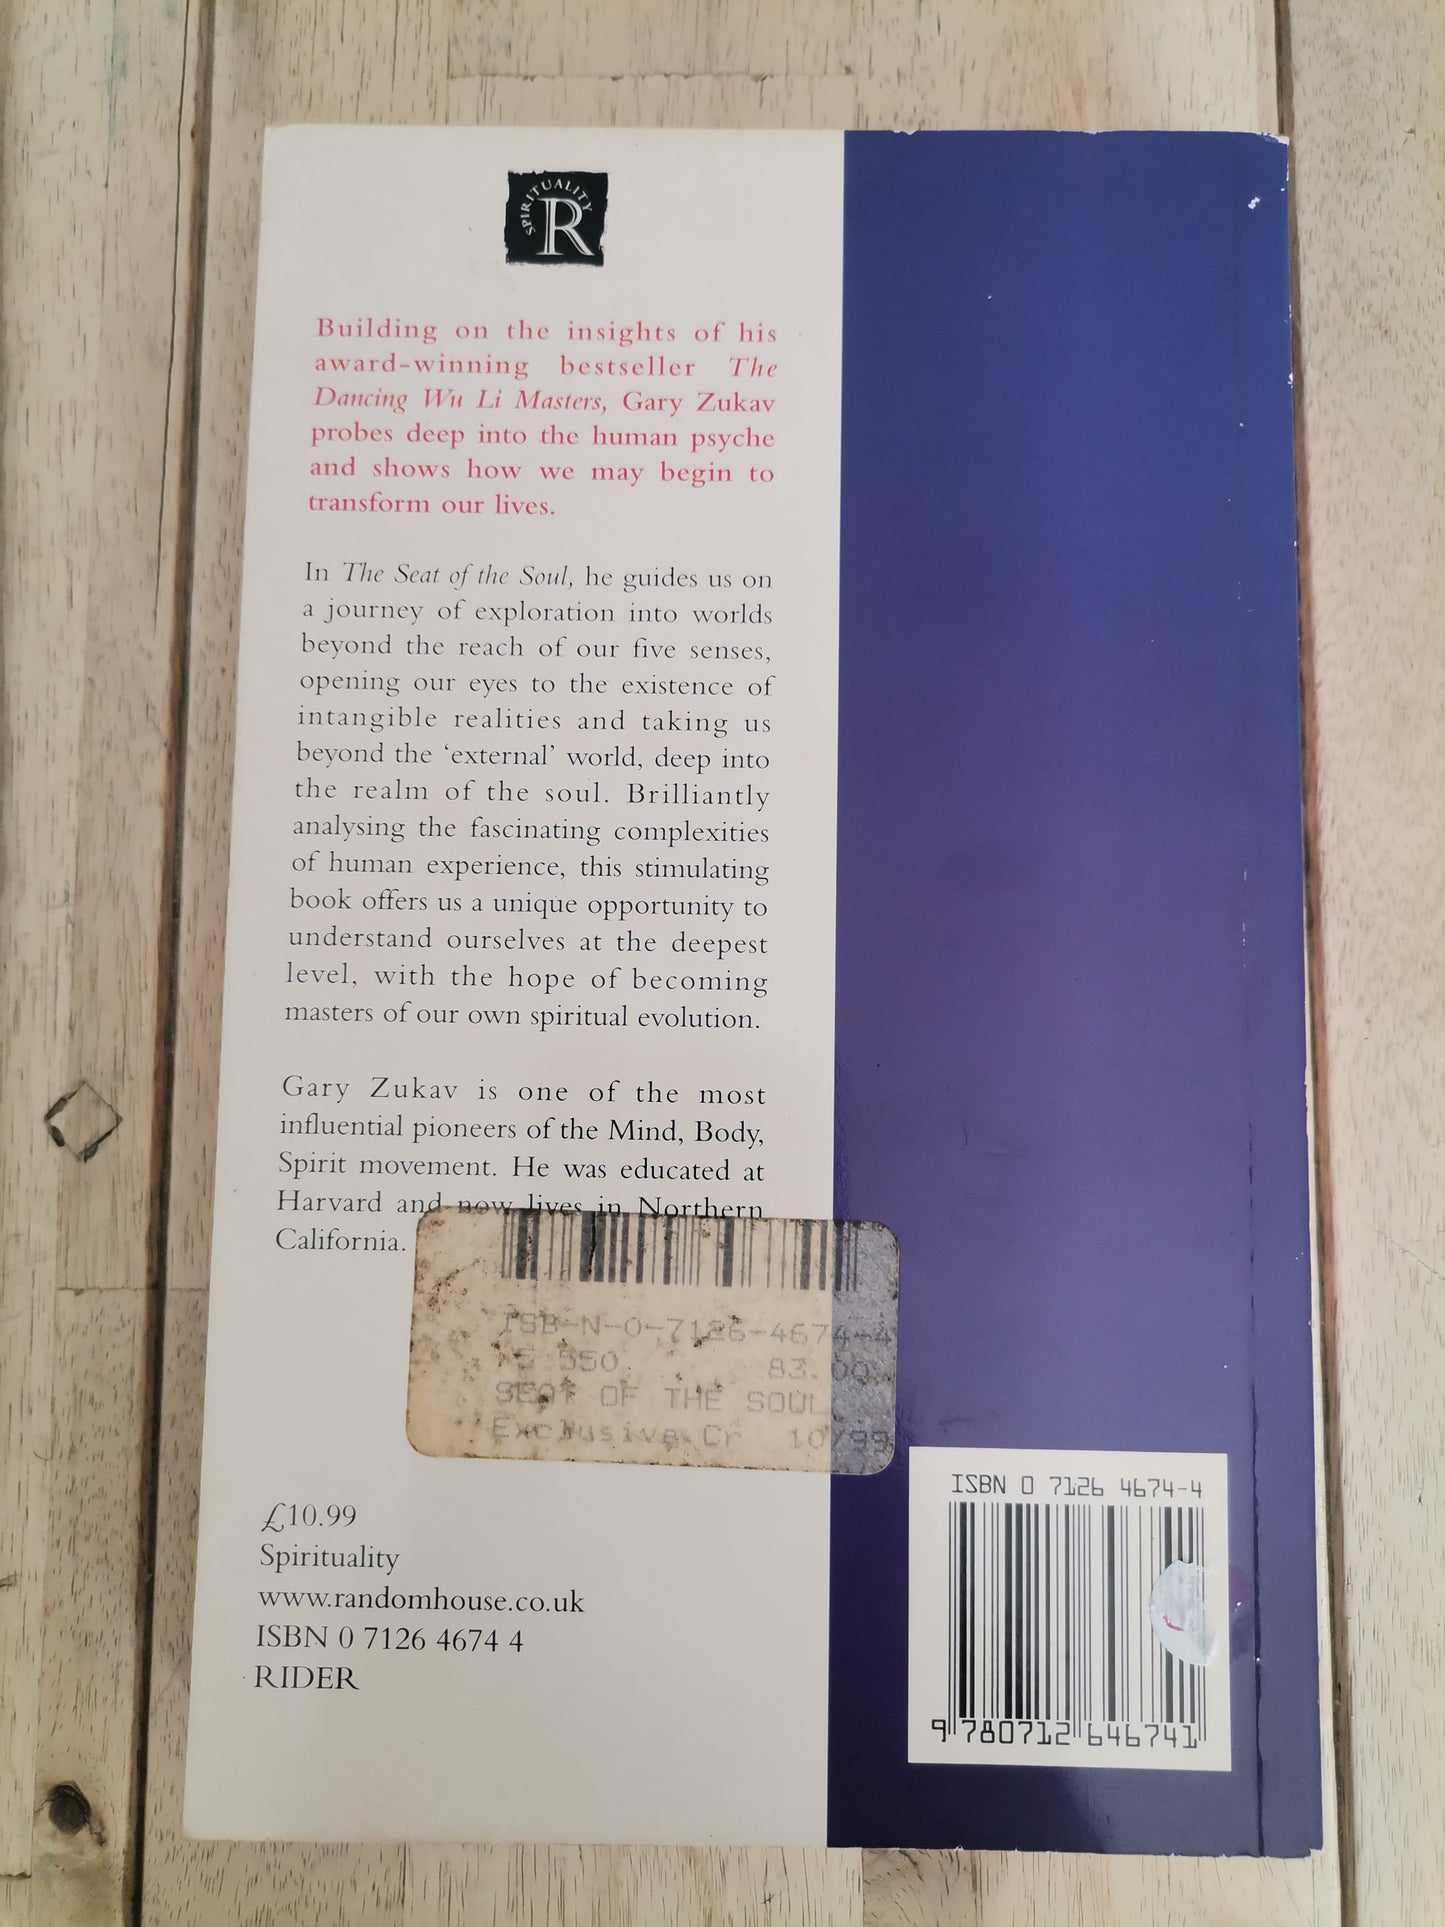 SPIRITUALITY
R
Building on the insights of his
award-winning bestseller The
Dancing Wu Li Masters, Gary Zukav
probes deep into the human psyche
and shows how we may begin to
transform our lives.
In The Seat of the Soul, he guides us on
a journey of exploration into worlds
beyond the reach of our five senses,
opening our eyes to the existence of
intangible realities and taking us
beyond the ‘external’ world, deep into
the realm of the soul. Brilliantly
analysing the fascinating complexities
of human experience, this stimulating
book offers us a unique opportunity to
understand ourselves at the deepest
level, with the hope of becoming
masters of our own spiritual evolution.
Gary Zukav is one of the most
influential pioneers of the Mind, Body,
Spirit movement. He was educated at
Harvard and now lives in Northern
California.
ISB-N-0-7126-4674-4
550 83.00
SEAT OF THE SOUL
Exclusive Cr 10/99
£10.99
Spirituality
www.randomhouse.co.uk
ISBN 0 7126 4674 4
RIDER
ISBN 0 7126 4674-4
9 780712 646741